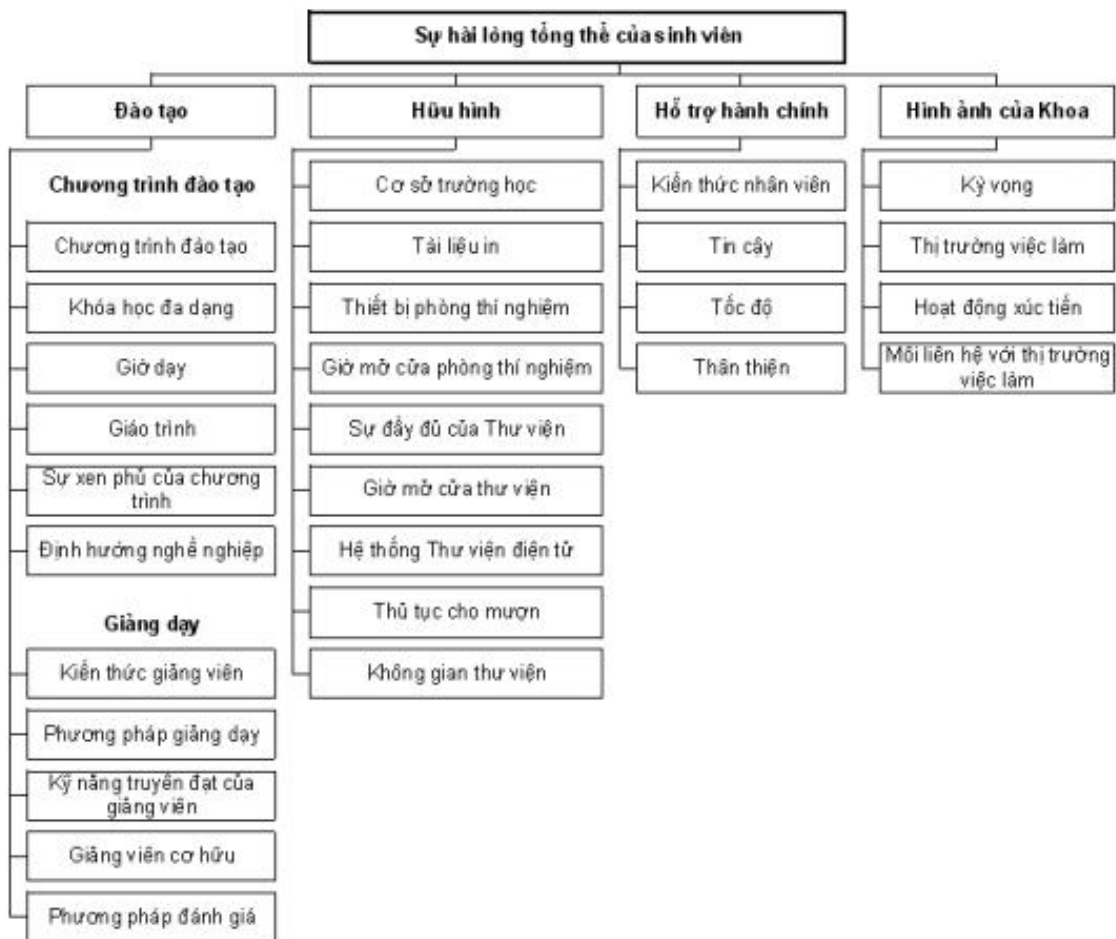 Sự hài lòng tổng thể của sinh viên
Đào tạo
Chương trình đào tạo
Chương trình đào tạo
Khóa học đa dạng
Giờ dạy
Giáo trình
Sự xen phủ của chương
trình
Định hướng nghề nghiệp
Giảng dạy
Kiến thức giảng viên
Phương pháp giảng dạy
Kỹ năng truyền đạt của
giảng viên
Giảng viên cơ hữu
Phương pháp đánh giá
Hữu hình
Cơ sở trường học
Tài liệu in
Thiết bị phòng thí nghiệm
Giờ mở cửa phòng thí nghiệm
Sự đầy đủ của Thư viện
Giờ mở cửa thư viện
Hệ thống Thư viện điện tử
Thủ tục cho mượn
Không gian thư viện
Hỗ trợ hành chính
Kiến thức nhân viên
Tin cậy
Tốc độ
Thân thiện
Hình ảnh của Khoa
Kỳ vọng
Thị trường việc làm
Hoạt động xúc tiến
Mối liên hệ với thị trường
việc làm